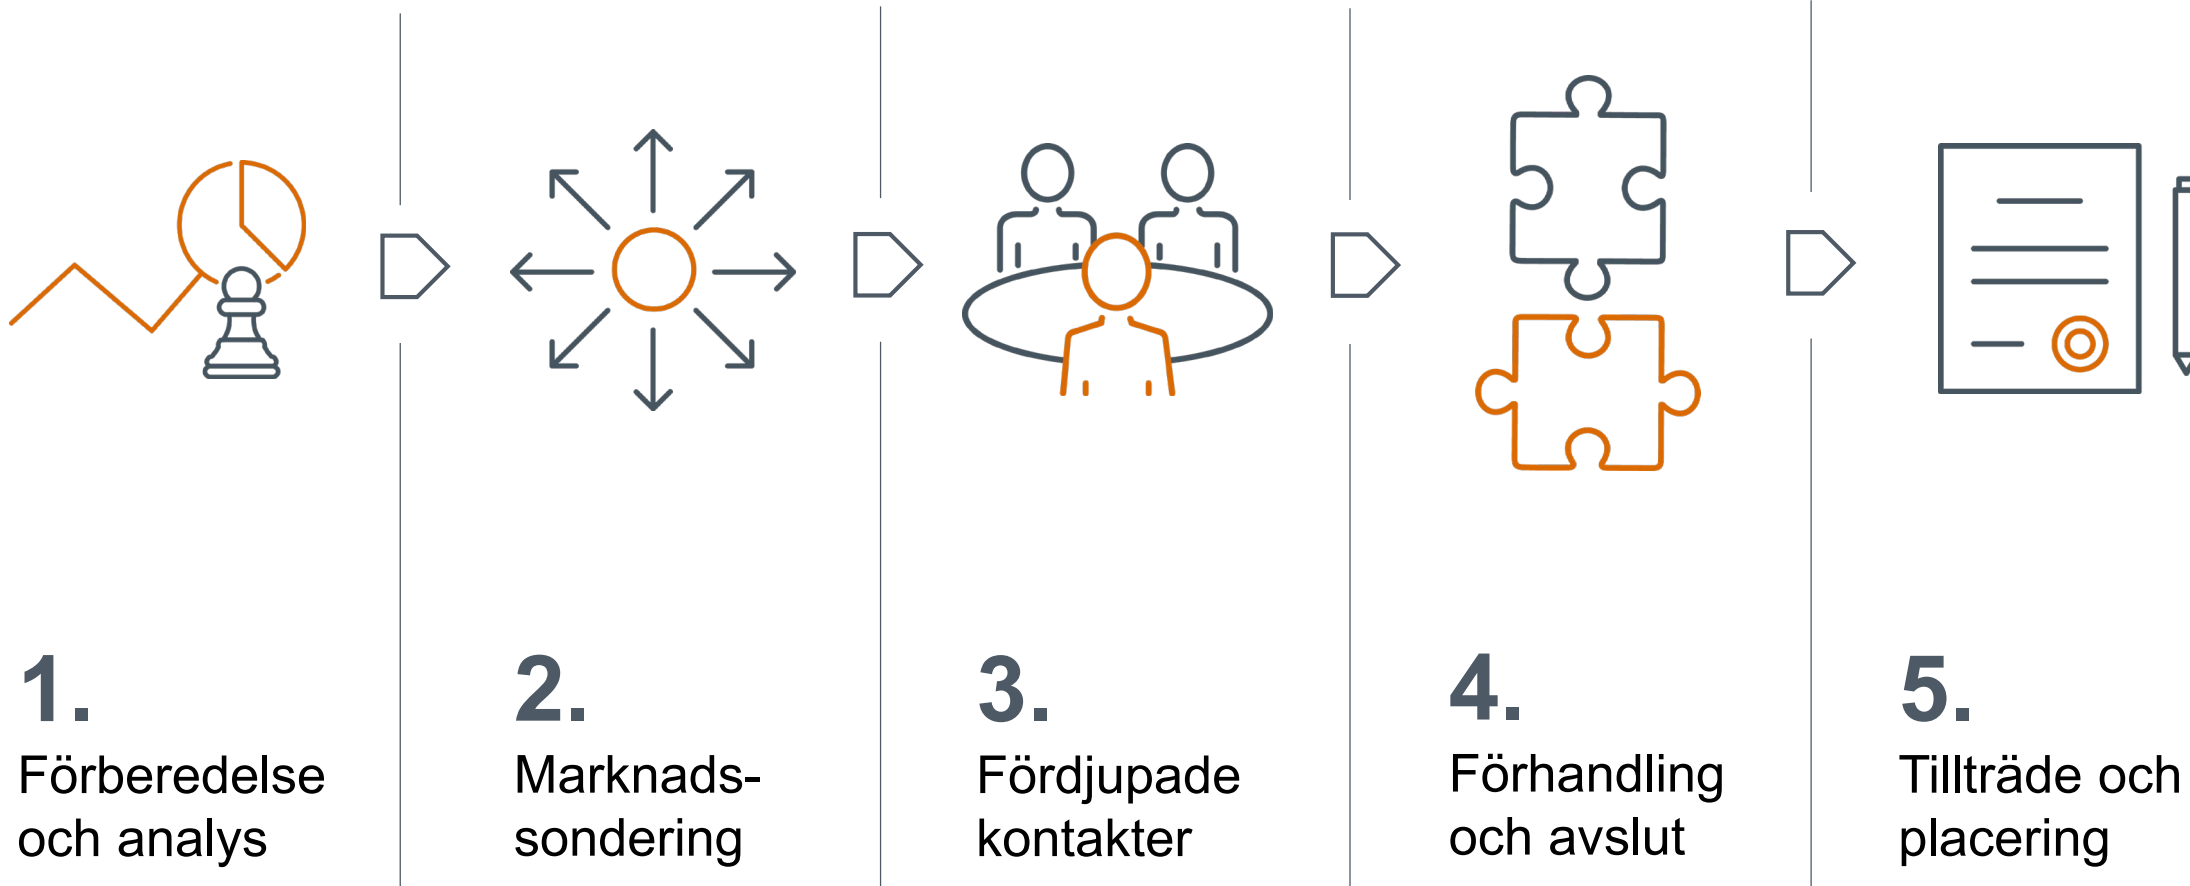 1.
Förberedelse
och analys
2.
Marknads-
sondering
3.
Fördjupade
kontakter
4.
Förhandling
och avslut
5.
Tillträde och
placering